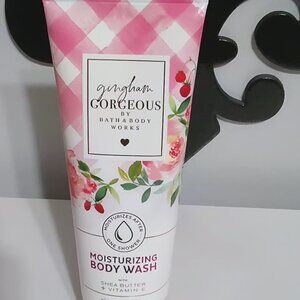 gingham
GORGEOUS
BY
BATH & BODY
WORKS
MOISTURIZES AFTER
ONE SHOWER
MOISTURIZING
BODY WASH
WITH
SHEA BUTTER
+ VITAMIN E